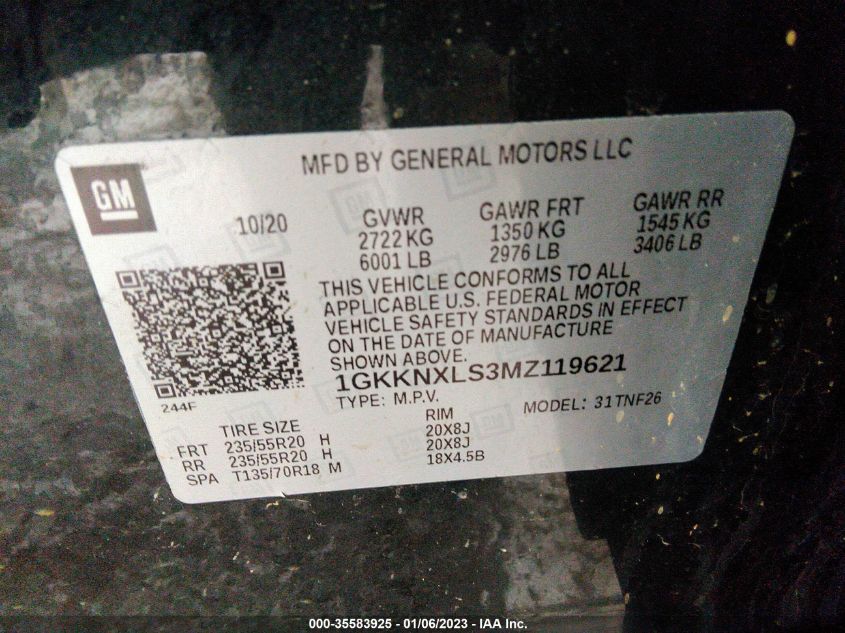 MFD BY GENERAL MOTORS LLC
GM
10/20
GVWR GAWR FRT GAWR RR
2722 KG 1350 KG 1545 KG
6001 LB 2976 LB 3406 LB
THIS VEHICLE CONFORMS TO ALL
APPLICABLE U.S. FEDERAL MOTOR
VEHICLE SAFETY STANDARDS IN EFFECT
ON THE DATE OF MANUFACTURE
SHOWN ABOVE.
1GKKNXLS3MZ119621
TYPE: M.P.V. MODEL: 31TNF26
244F
TIRE SIZE RIM
FRT 235/55R20 H 20X8J
RR 235/55R20 H 20X8J
SPA T135/70R18 M 18X4.5B
000-35583925 - 01/06/2023 - IAA Inc.